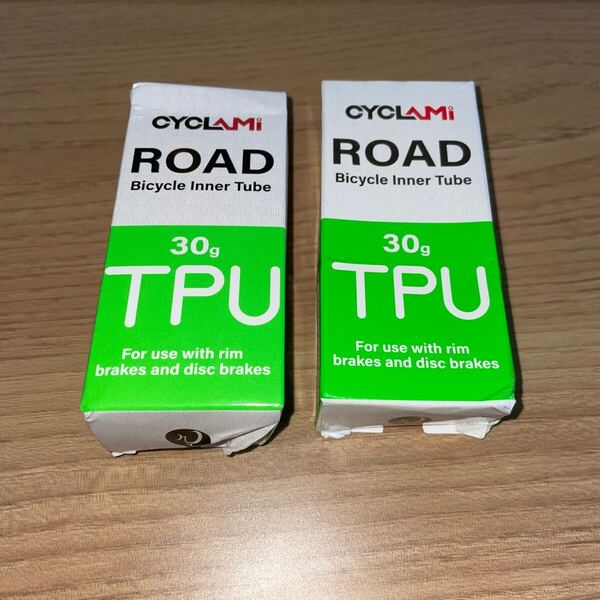 CYCLAMi
ROAD
Bicycle Inner Tube
30g
TPU
For use with rim
brakes and disc brakes
CYCLAMi
ROAD
Bicycle Inner Tube
30g
TPU
For use with rim
brakes and disc brakes